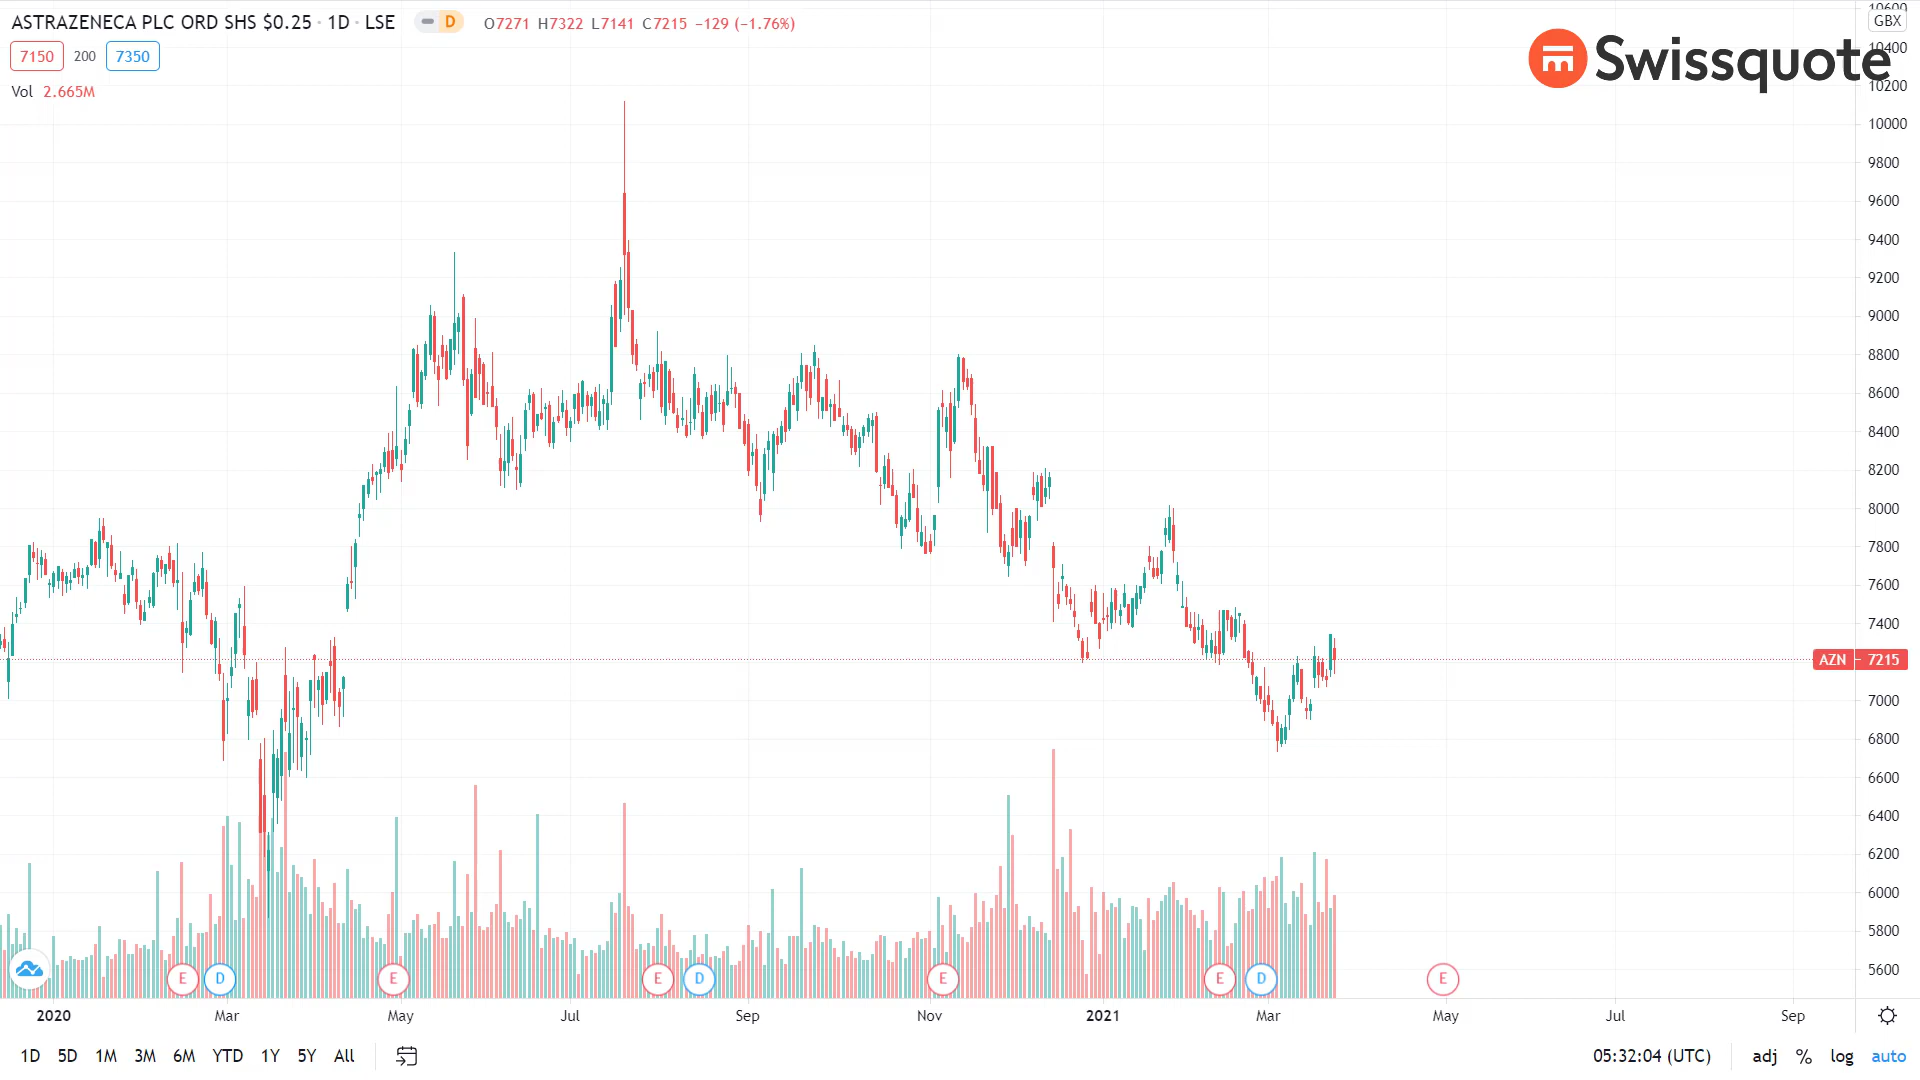 ASTRAZENECA PLC ORD SHS $0.25 · 1D · LSE D O7271 H7322 L7141 C7215 −129 (−1.76%)
7150 200 7350
Vol 2.665M
Swissquote
GBX
10600
10400
10200
10000
9800
9600
9400
9200
9000
8800
8600
8400
8200
8000
7800
7600
7400
AZN 7215
7000
6800
6600
6400
6200
6000
5800
5600
E D E E D E E D E
2020 Mar May Jul Sep Nov 2021 Mar May Jul Sep
1D 5D 1M 3M 6M YTD 1Y 5Y All 05:32:04 (UTC) adj % log auto